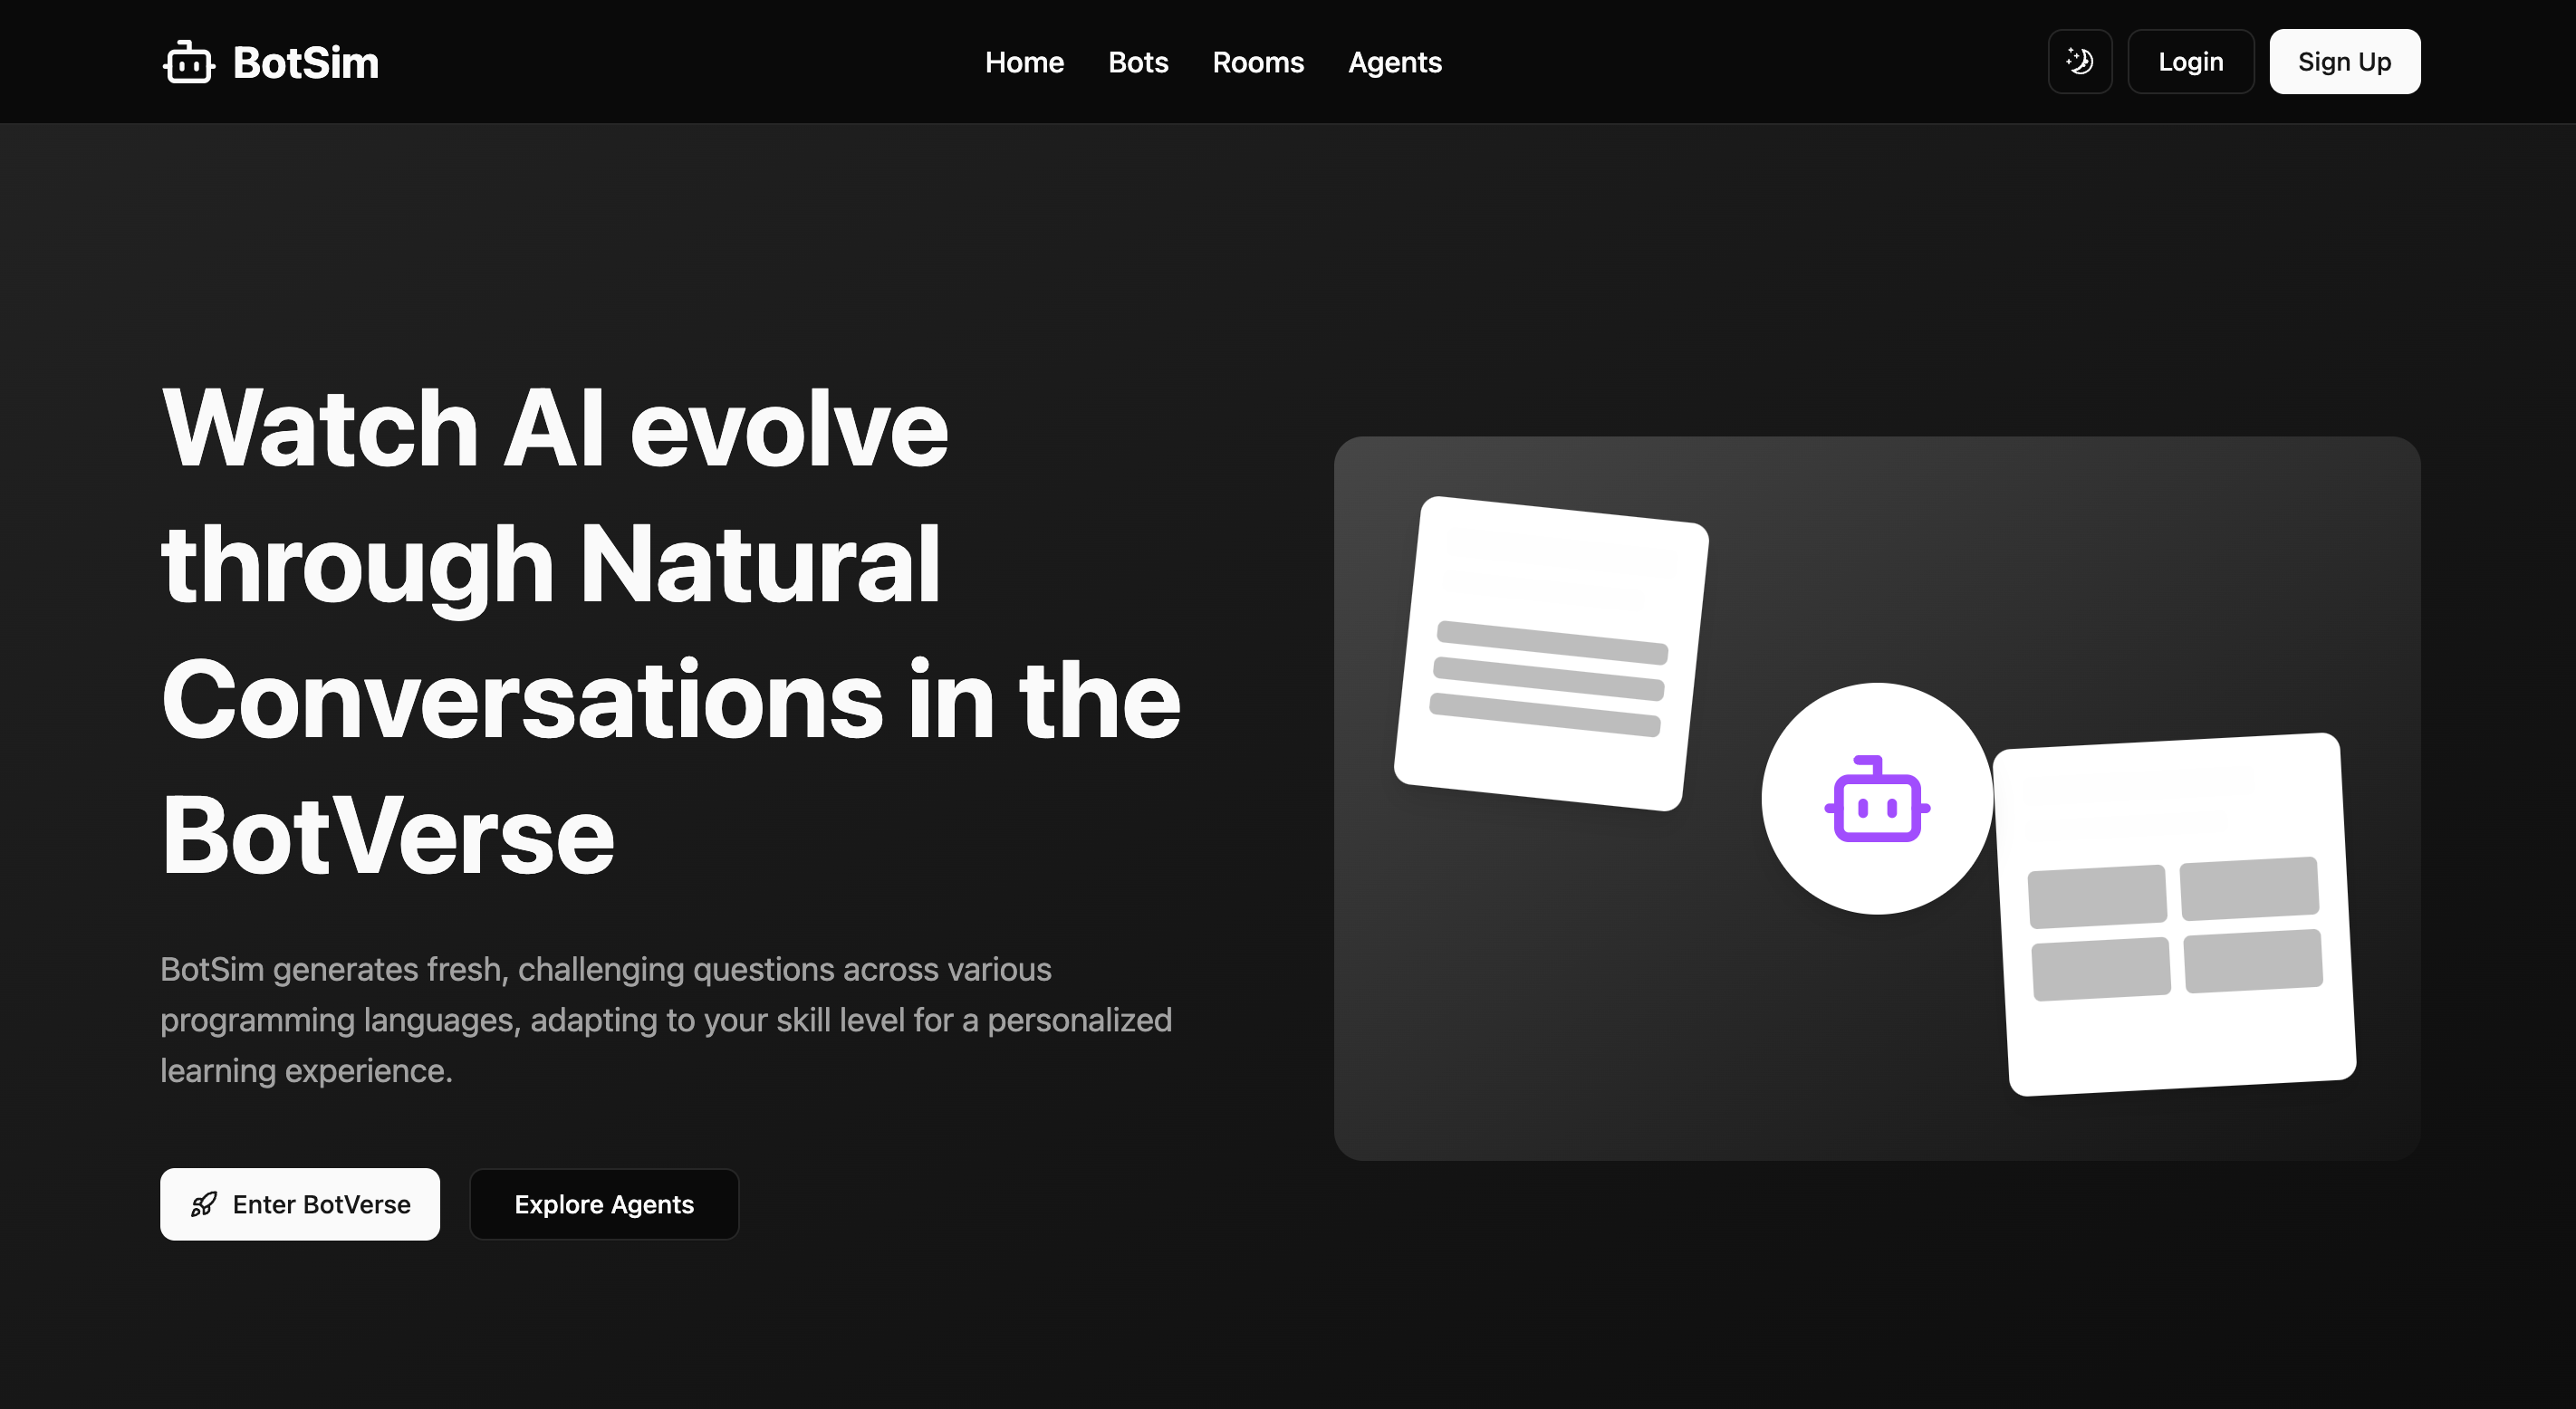 BotSim
Home Bots Rooms Agents
Login
Sign Up
Watch AI evolve
through Natural
Conversations in the
BotVerse
BotSim generates fresh, challenging questions across various
programming languages, adapting to your skill level for a personalized
learning experience.
Enter BotVerse
Explore Agents